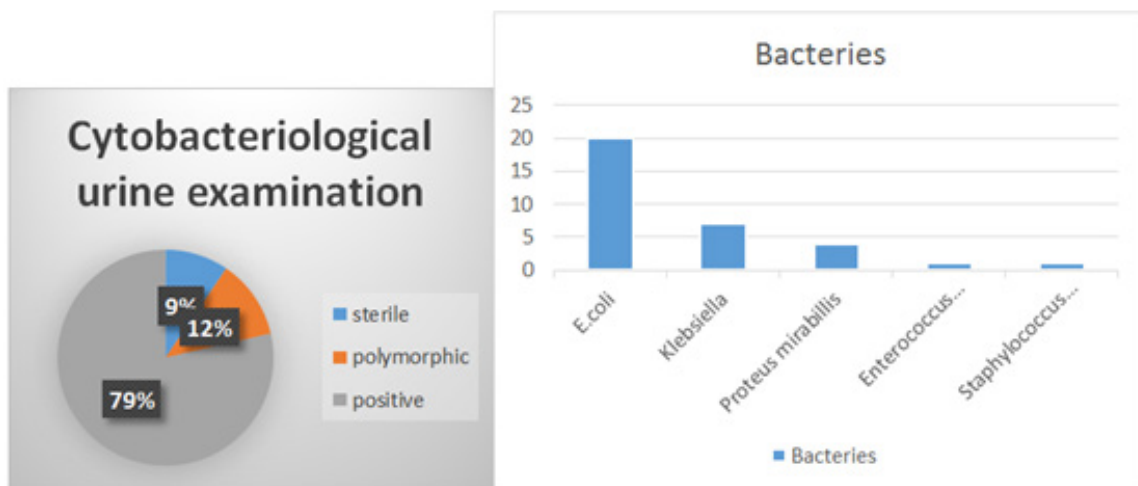 Cytobacteriological
urine examination
9%
12%
79%
sterile
polymorphic
positive
Bacteries
25
20
15
10
5
0
E.coli
Klebsiella
Proteus mirabillis
Enterococcus...
Staphylococcus...
Bacteries